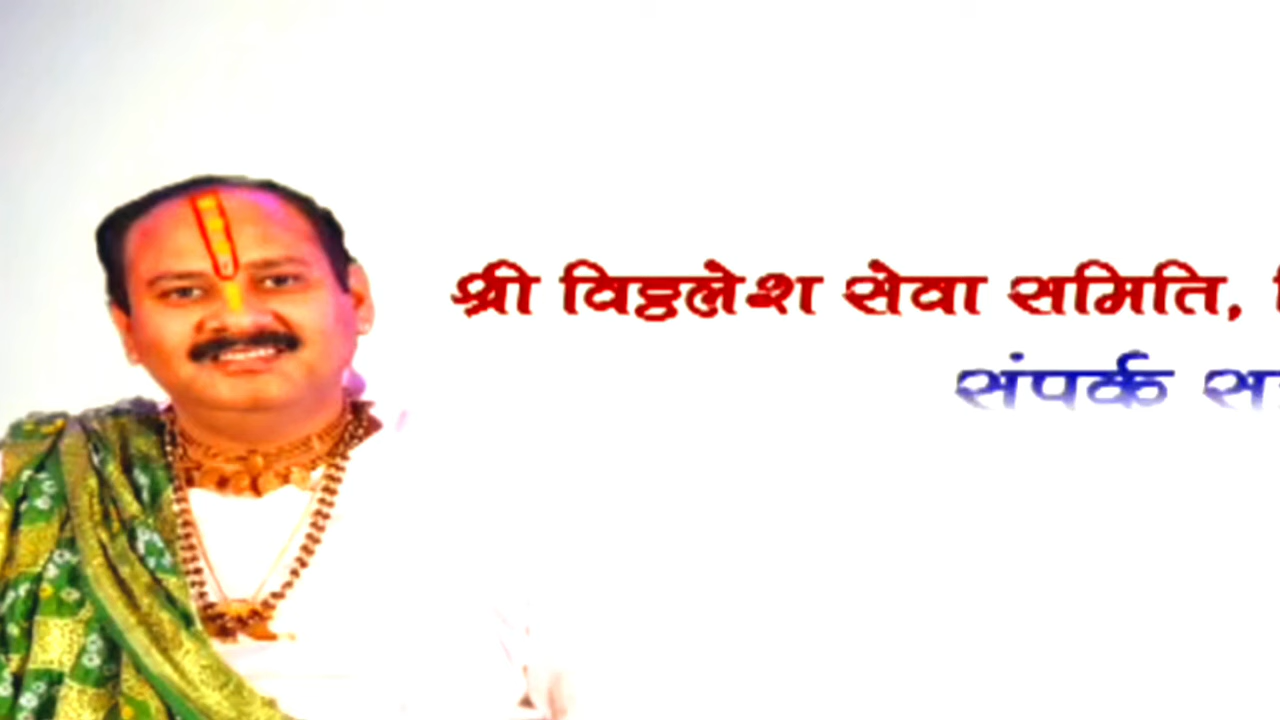 श्री विठ्ठलेश सेवा समिति,
संपर्क